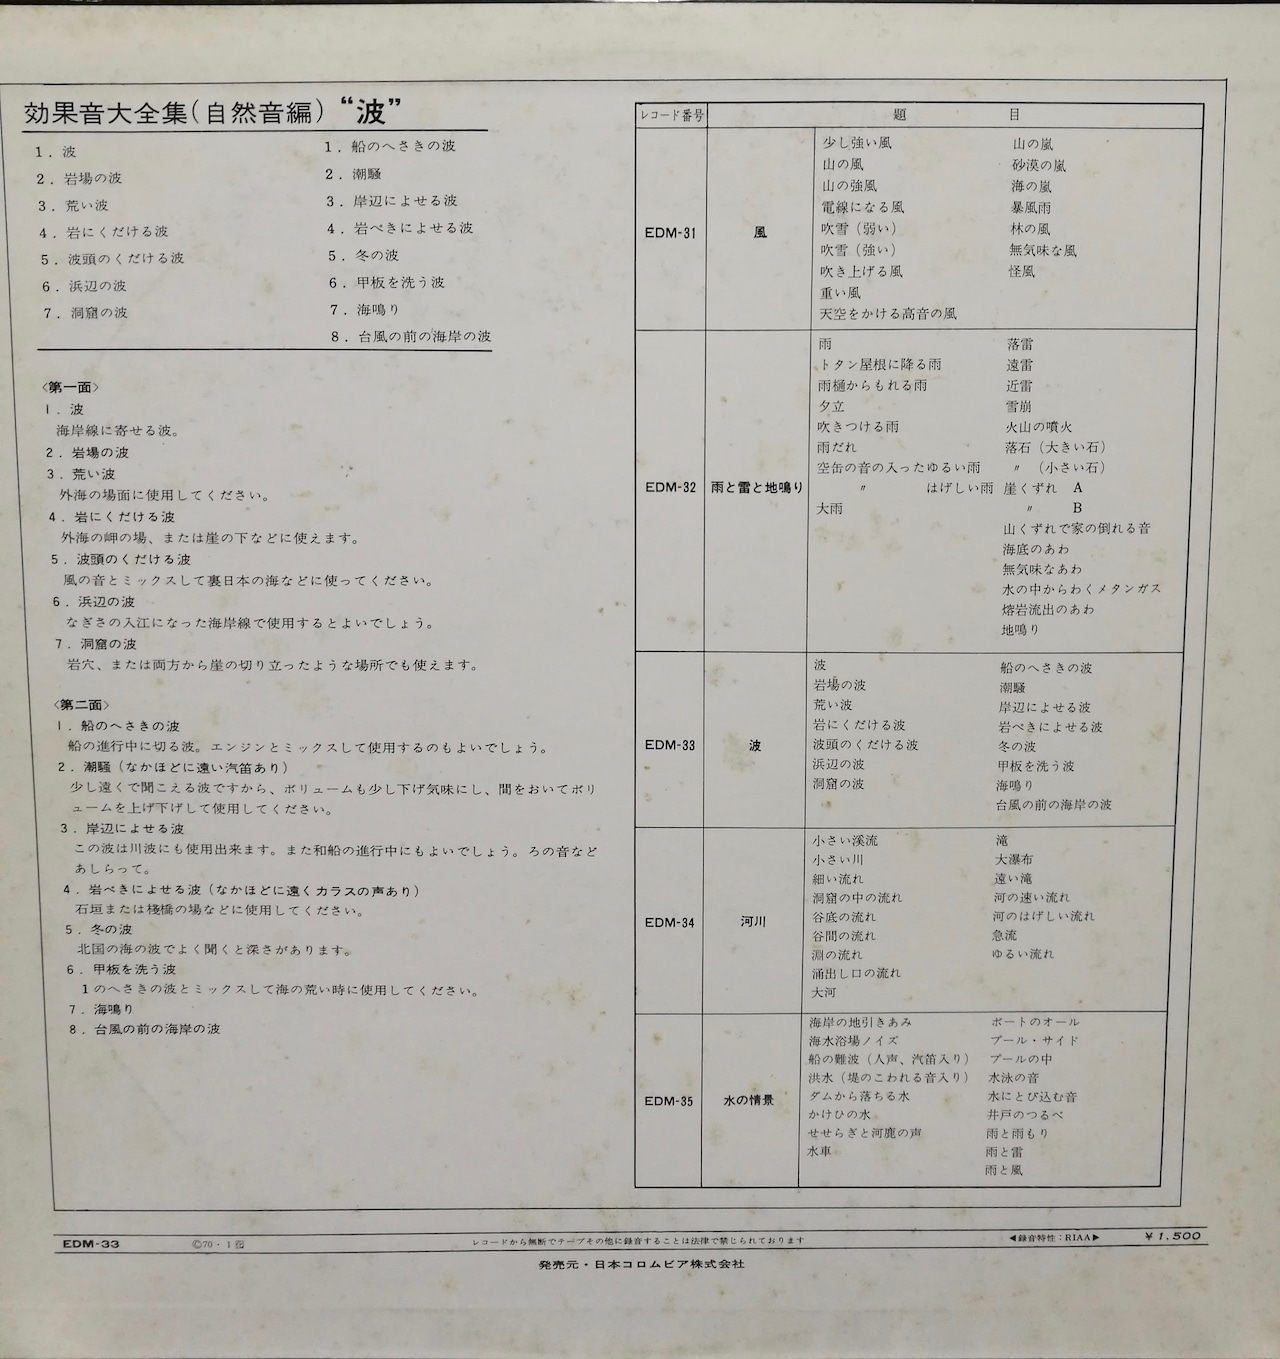 効果音大全集(自然音編)“波”
1．波
2．岩場の波
3．荒い波
4．岩にくだける波
5．波頭のくだける波
6．浜辺の波
7．洞窟の波
1．船のへさきの波
2．潮騒
3．岸辺によせる波
4．岩ぺきによせる波
5．冬の波
6．甲板を洗う波
7．海鳴り
8．台風の前の海岸の波
〈第一面〉
1．波
海岸線に寄せる波。
2．岩場の波
3．荒い波
外海の場面に使用してください。
4．岩にくだける波
外海の岬の場、または崖の下などに使えます。
5．波頭のくだける波
風の音とミックスして裏日本の海などに使ってください。
6．浜辺の波
なぎさの入江になった海岸線で使用するとよいでしょう。
7．洞窟の波
岩穴、または両方から崖の切り立ったような場所でも使えます。
〈第二面〉
1．船のへさきの波
船の進行中に切る波。エンジンとミックスして使用するのもよいでしょう。
2．潮騒（なかほどに遠い汽笛あり）
少し遠くで聞こえる波ですから、ボリュームも少し下げ気味にし、間をおいてボリ
ュームを上げ下げして使用してください。
3．岸辺によせる波
この波は川波にも使用出来ます。また和船の進行中にもよいでしょう。ろの音など
あしらって。
4．岩ぺきによせる波（なかほどに遠くカラスの声あり）
石垣または棧橋の場などに使用してください。
5．冬の波
北国の海の波でよく聞くと深さがあります。
6．甲板を洗う波
1のへさきの波とミックスして海の荒い時に使用してください。
7．海鳴り
8．台風の前の海岸の波
レコード番号 題 目
EDM-31 風
少し強い風 山の嵐
山の風 砂漠の嵐
山の強風 海の嵐
電線になる風 暴風雨
吹雪（弱い） 林の風
吹雪（強い） 無気味な風
吹き上げる風 怪風
重い風
天空をかける高音の風
EDM-32 雨と雷と地鳴り
雨 落雷
トタン屋根に降る雨 遠雷
雨樋からもれる雨 近雷
夕立 雪崩
吹きつける雨 火山の噴火
雨だれ 落石（大きい石）
空缶の音の入ったゆるい雨 〃 （小さい石）
〃 はげしい雨 崖くずれ A
大雨 〃 B
山くずれで家の倒れる音
海底のあわ
無気味なあわ
水の中からわくメタンガス
熔岩流出のあわ
地鳴り
EDM-33 波
波 船のへさきの波
岩場の波 潮騒
荒い波 岸辺によせる波
岩にくだける波 岩ぺきによせる波
波頭のくだける波 冬の波
浜辺の波 甲板を洗う波
洞窟の波 海鳴り
台風の前の海岸の波
EDM-34 河川
小さい溪流 滝
小さい川 大瀑布
細い流れ 遠い滝
洞窟の中の流れ 河の速い流れ
谷底の流れ 河のはげしい流れ
谷間の流れ 急流
淵の流れ ゆるい流れ
涌出し口の流れ
大河
EDM-35 水の情景
海岸の地引きあみ ボートのオール
海水浴場ノイズ プール・サイド
船の難波（人声、汽笛入り） プールの中
洪水（堤のこわれる音入り） 水泳の音
ダムから落ちる水 水にとび込む音
かけひの水 井戸のつるべ
せせらぎと河鹿の声 雨と雨もり
水車 雨と雷
雨と風
EDM-33 Ⓒ70・1 レコードから無断でテープその他に録音することは法律で禁じられております ◀録音特性：RIAA▶ ¥1,500
発売元・日本コロムビア株式会社